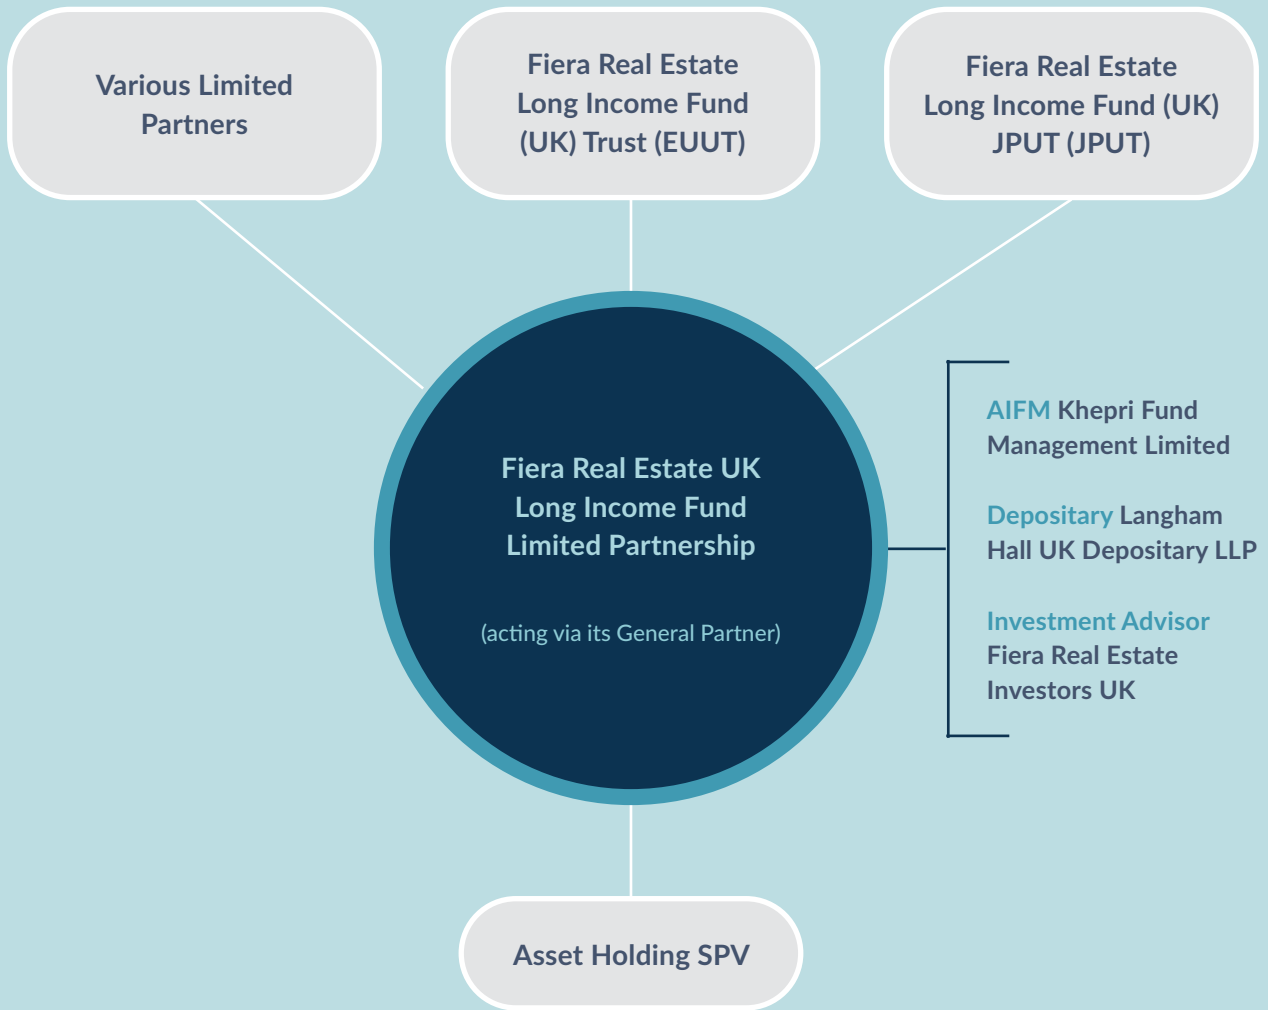 Various Limited
Partners
Fiera Real Estate
Long Income Fund
(UK) Trust (EUUT)
Fiera Real Estate
Long Income Fund (UK)
JPUT (JPUT)
Fiera Real Estate UK
Long Income Fund
Limited Partnership
(acting via its General Partner)
AIFM Khepri Fund
Management Limited
Depositary Langham
Hall UK Depositary LLP
Investment Advisor
Fiera Real Estate
Investors UK
Asset Holding SPV